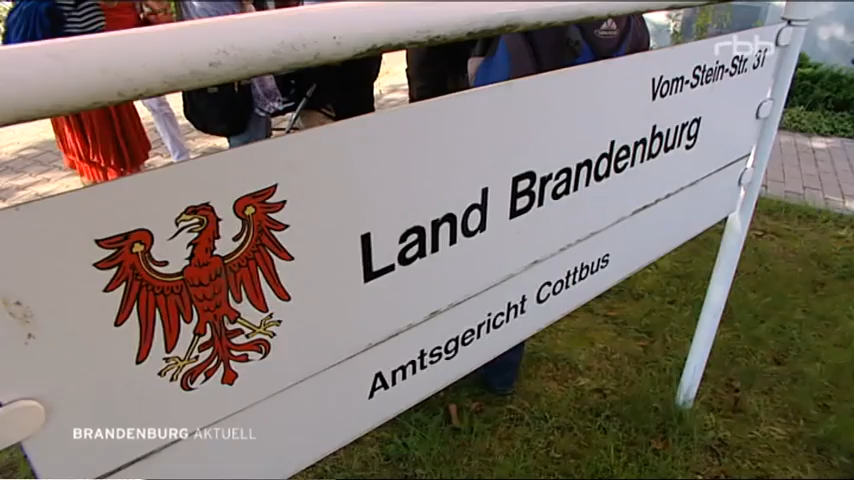 rbb
Vom-Stein-Str. 31
Land Brandenburg
Amtsgericht Cottbus
BRANDENBURG AKTUELL